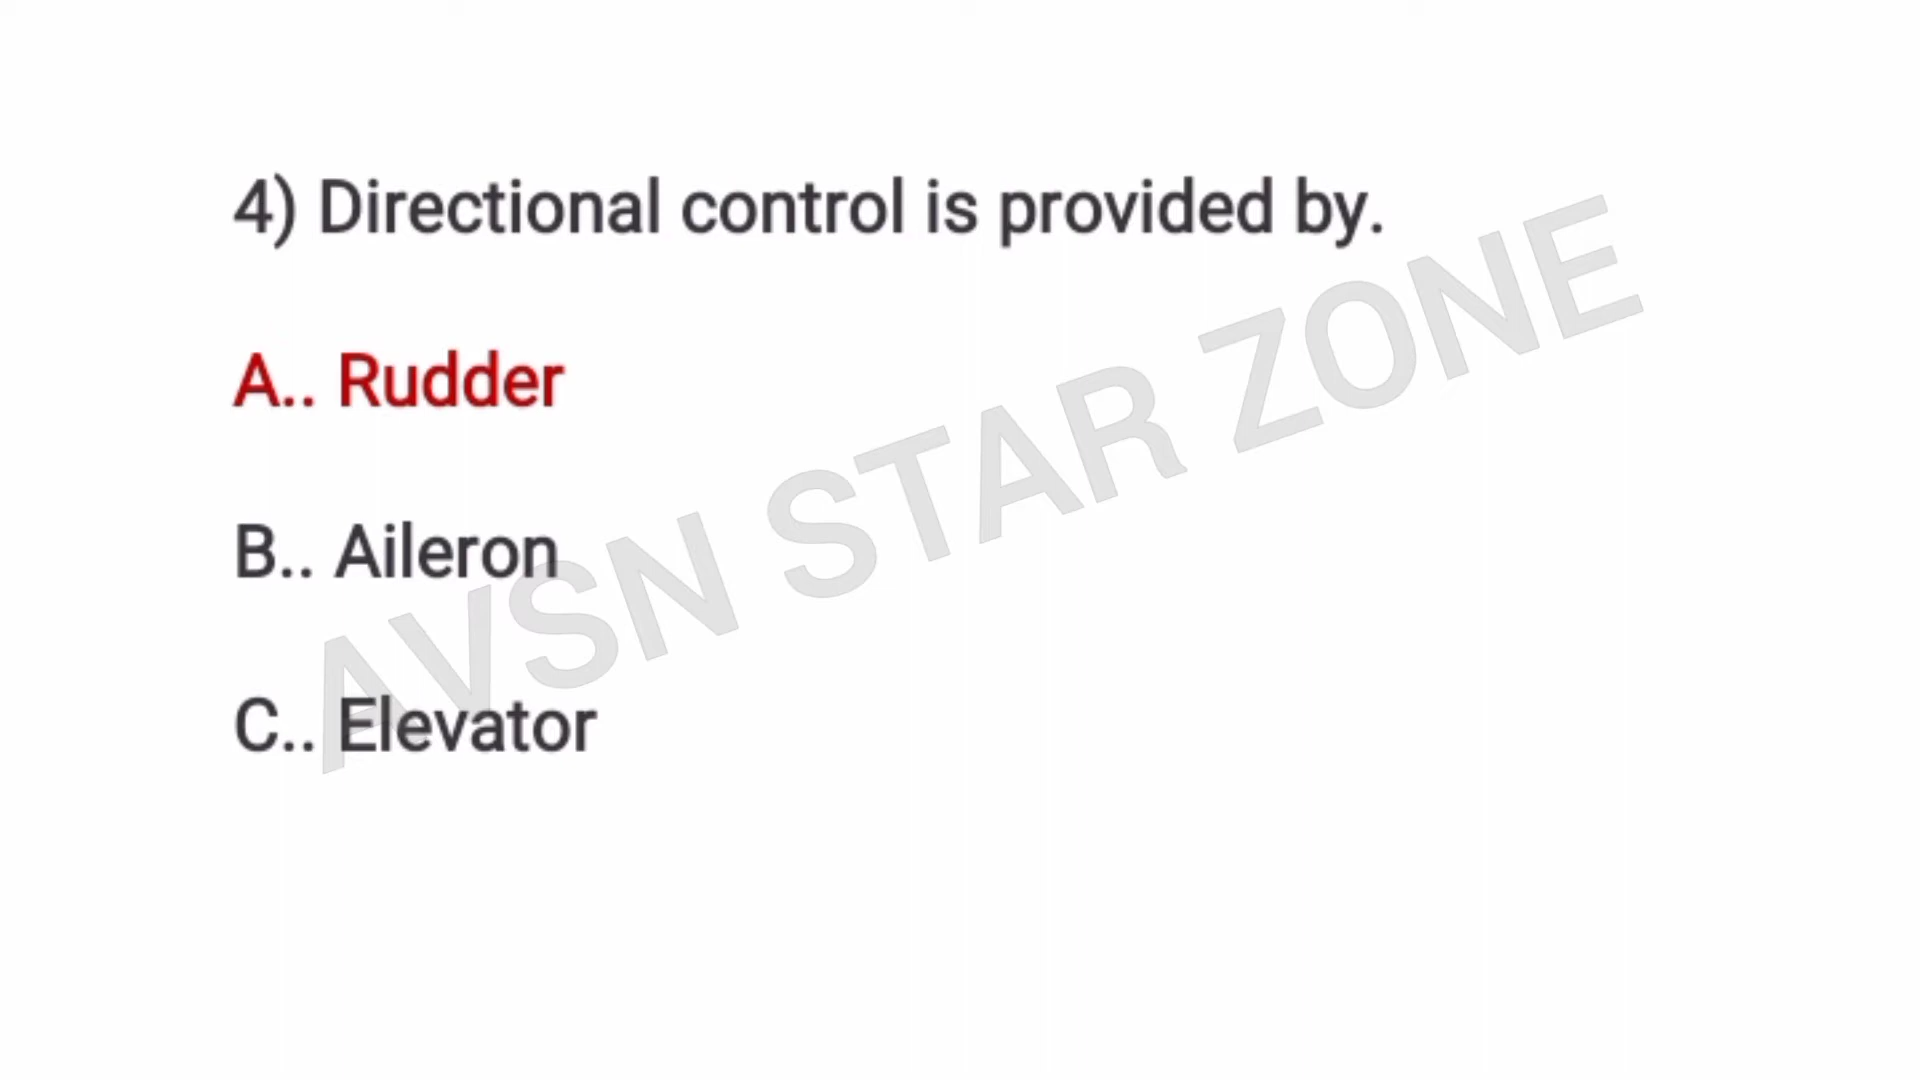 4) Directional control is provided by.
A.. Rudder
B.. Aileron
C.. Elevator
AVSN STAR ZONE